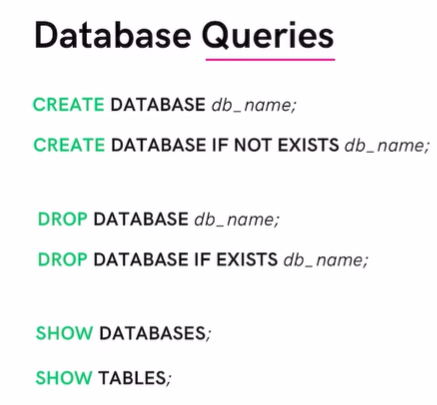 Database Queries
CREATE DATABASE db_name;
CREATE DATABASE IF NOT EXISTS db_name;
DROP DATABASE db_name;
DROP DATABASE IF EXISTS db_name;
SHOW DATABASES;
SHOW TABLES;